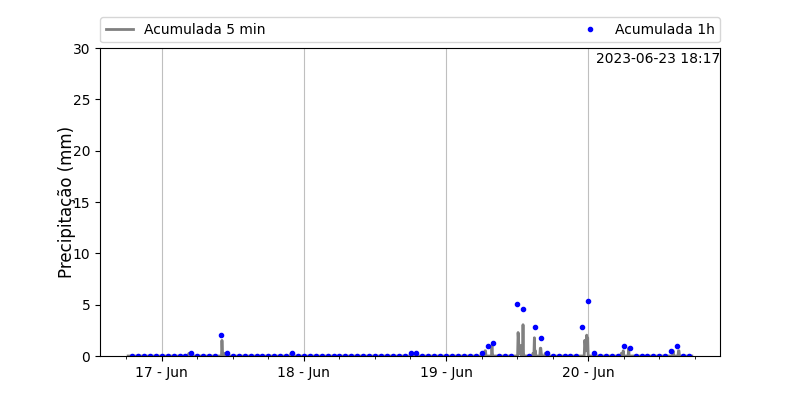 Acumulada 5 min
Acumulada 1h
2023-06-23 18:17
Precipitação (mm)
30
25
20
15
10
5
0
17 - Jun
18 - Jun
19 - Jun
20 - Jun